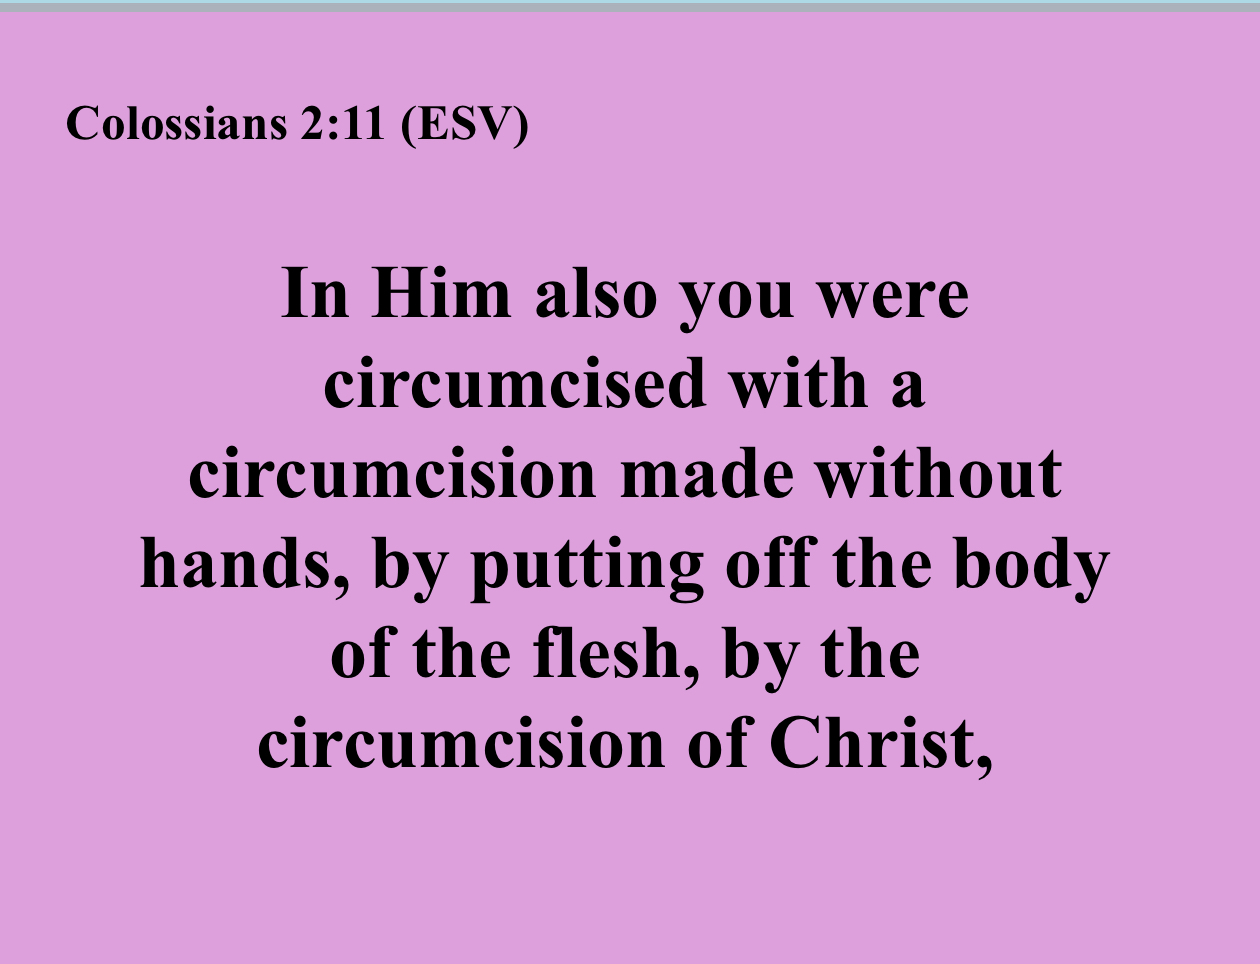 Colossians 2:11 (ESV)
In Him also you were
circumcised with a
circumcision made without
hands, by putting off the body
of the flesh, by the
circumcision of Christ,